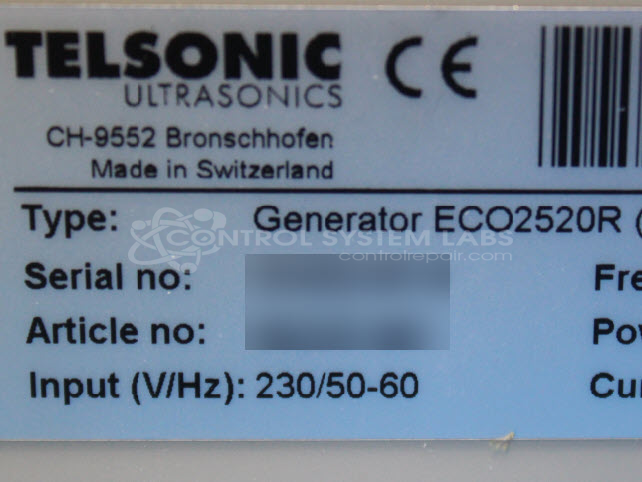 TELSONIC
ULTRASONICS
CE
CH-9552 Bronschhofen
Made in Switzerland
Type: Generator ECO2520R (
CONTROL SYSTEM LABS
controlrepair.com
Serial no:
Article no:
Input (V/Hz): 230/50-60